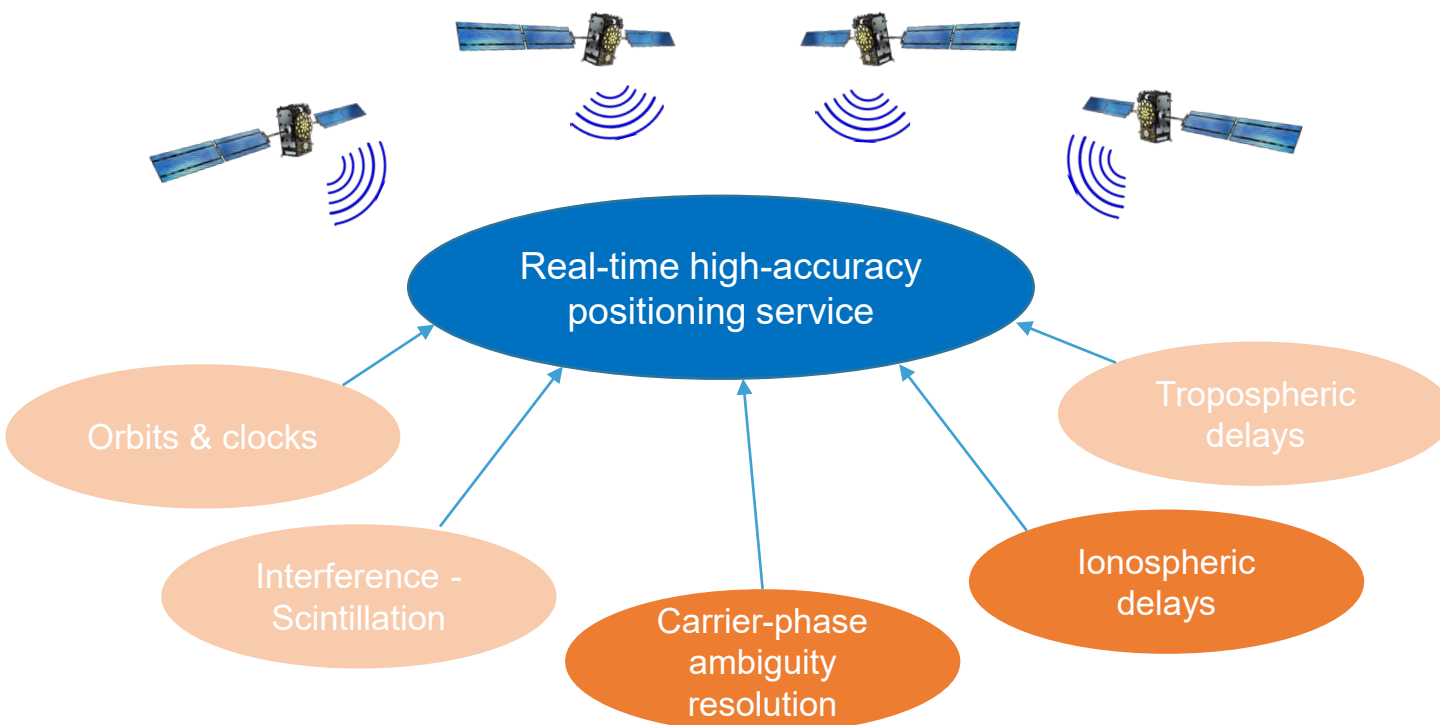 Real-time high-accuracy
positioning service
Orbits & clocks
Interference -
Scintillation
Carrier-phase
ambiguity
resolution
Ionospheric
delays
Tropospheric
delays